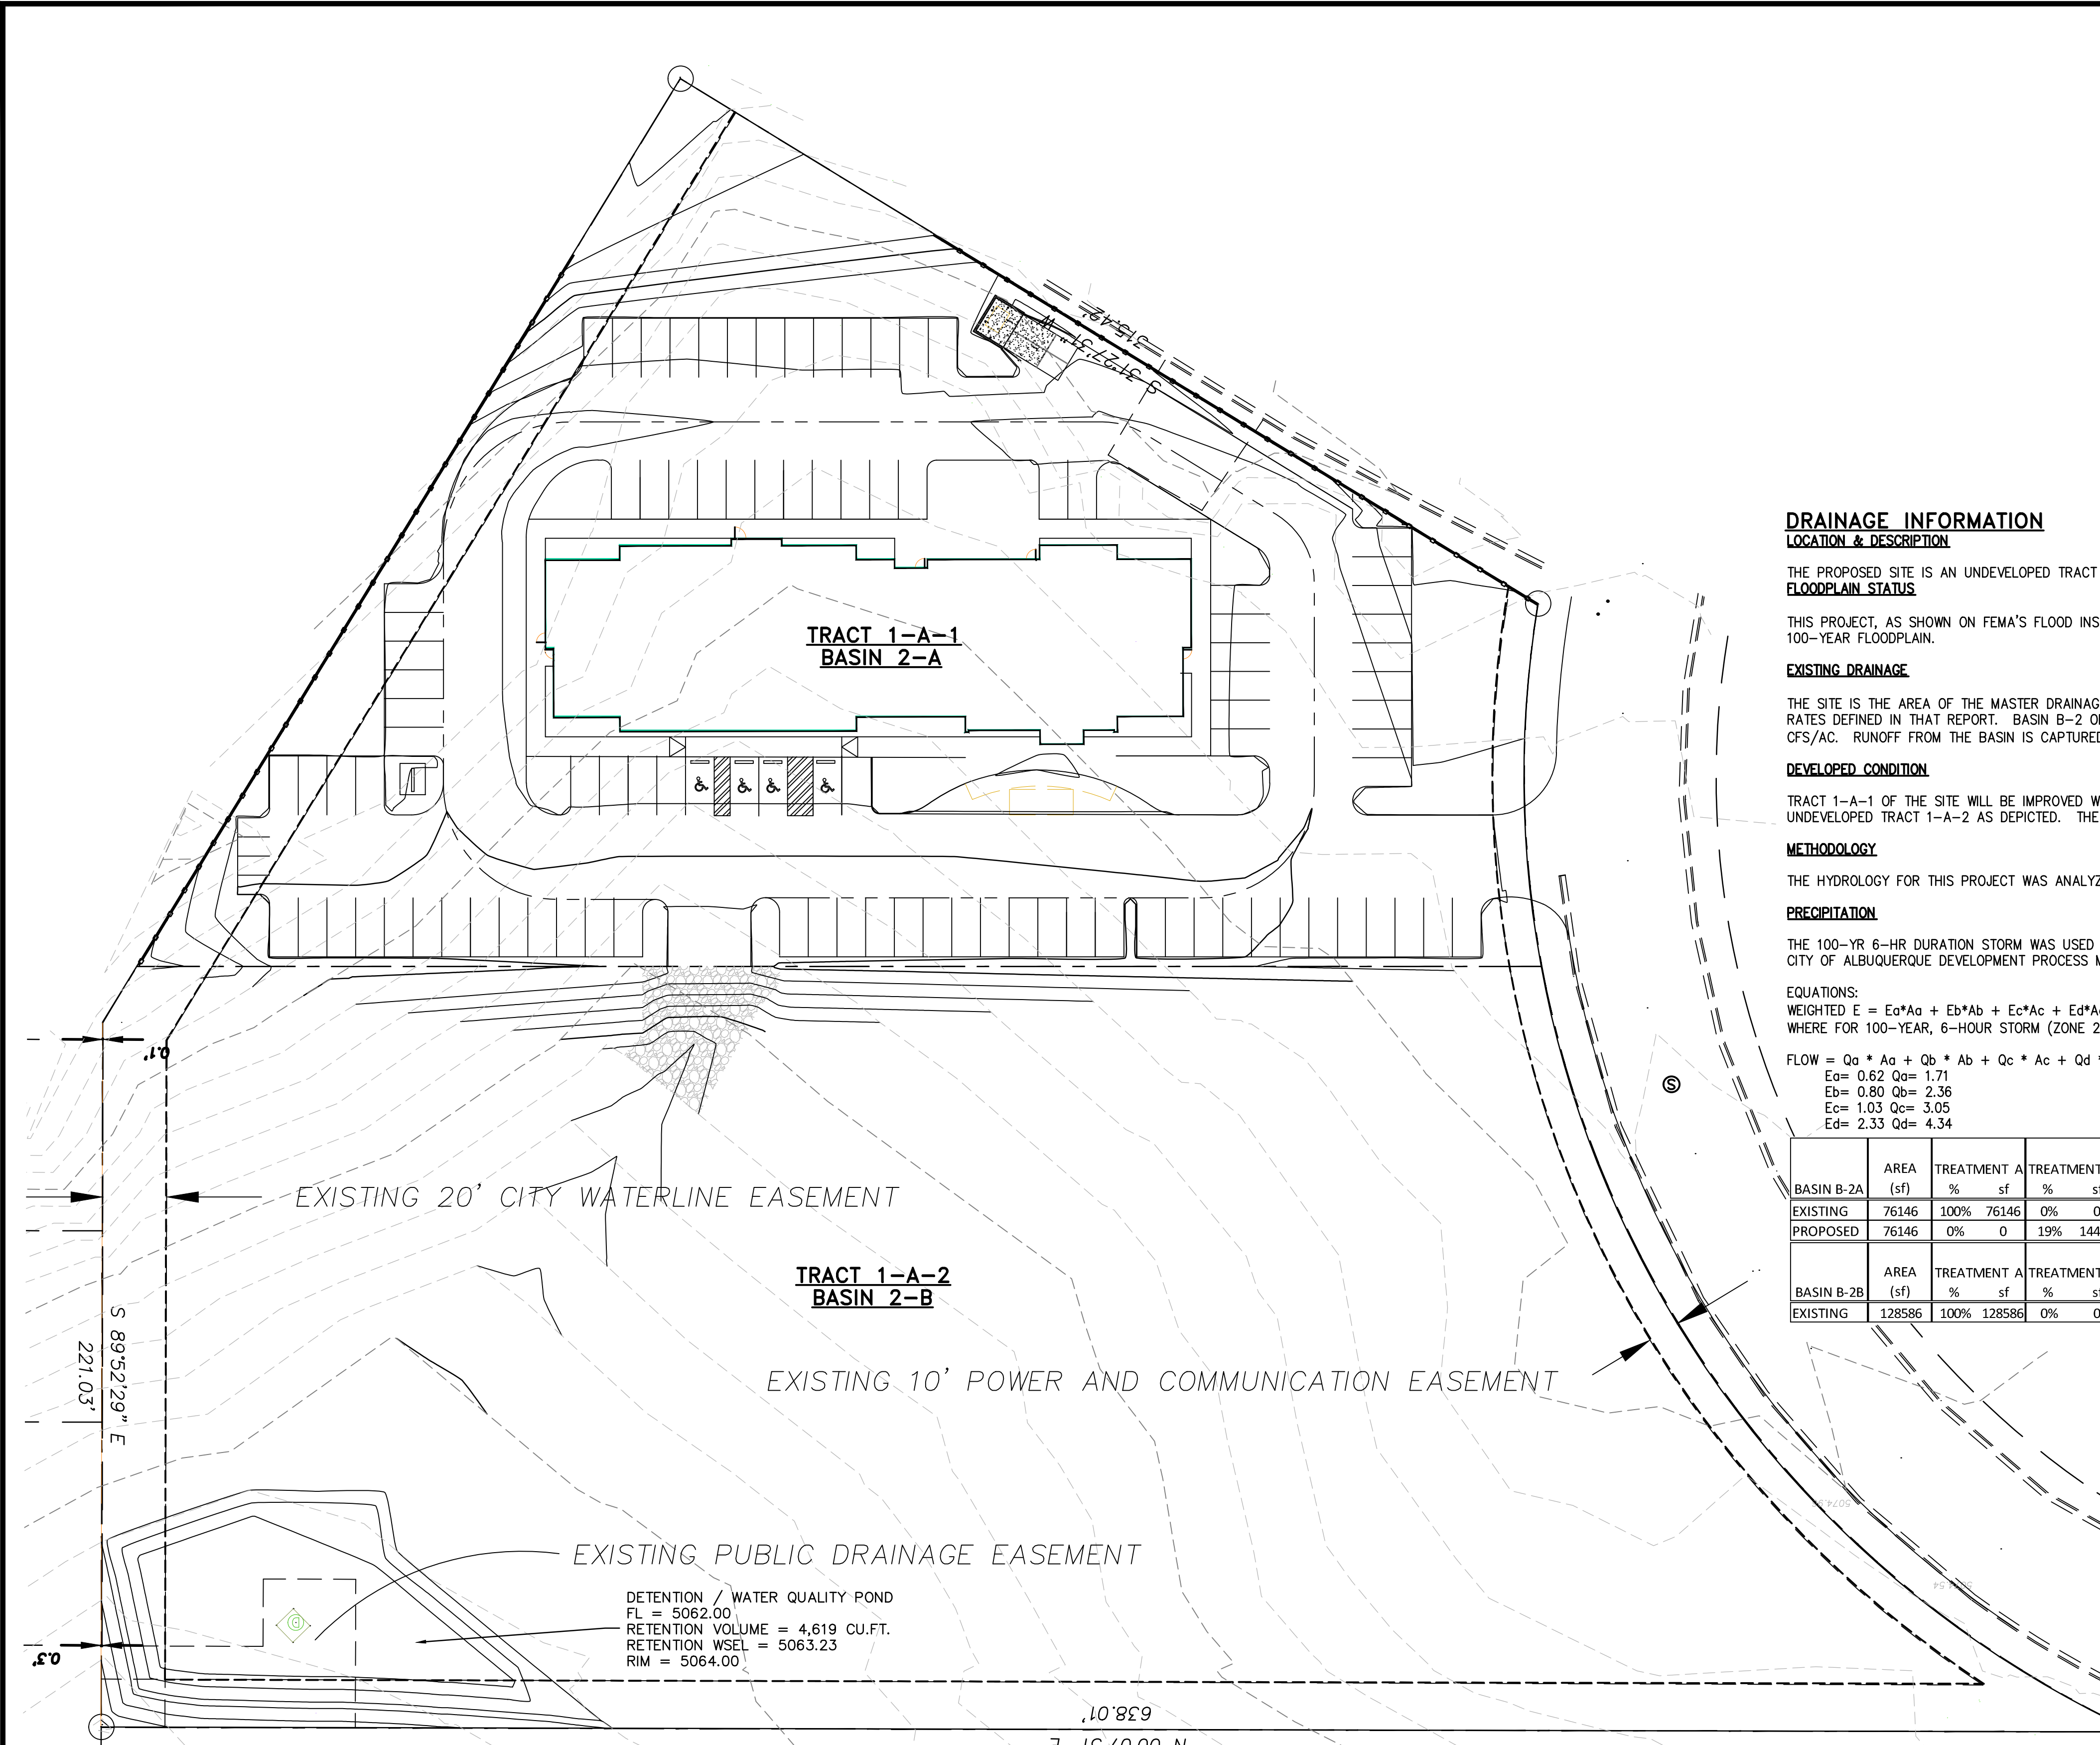 315.42'
S 31°27'31" W
TRACT 1-A-1
BASIN 2-A
0.1'
EXISTING 20' CITY WATERLINE EASEMENT
TRACT 1-A-2
BASIN 2-B
S 89°52'29" E
221.03'
EXISTING 10' POWER AND COMMUNICATION EASEMENT
EXISTING PUBLIC DRAINAGE EASEMENT
DETENTION / WATER QUALITY POND
FL = 5062.00
RETENTION VOLUME = 4,619 CU.FT.
RETENTION WSEL = 5063.23
RIM = 5064.00
0.3'
638.01'
S
D
DRAINAGE INFORMATION
LOCATION & DESCRIPTION
THE PROPOSED SITE IS AN UNDEVELOPED TRACT
FLOODPLAIN STATUS
THIS PROJECT, AS SHOWN ON FEMA'S FLOOD INS
100-YEAR FLOODPLAIN.
EXISTING DRAINAGE
THE SITE IS THE AREA OF THE MASTER DRAINAG
RATES DEFINED IN THAT REPORT. BASIN B-2 O
CFS/AC. RUNOFF FROM THE BASIN IS CAPTURED
DEVELOPED CONDITION
TRACT 1-A-1 OF THE SITE WILL BE IMPROVED W
UNDEVELOPED TRACT 1-A-2 AS DEPICTED. THE
METHODOLOGY
THE HYDROLOGY FOR THIS PROJECT WAS ANALYZ
PRECIPITATION
THE 100-YR 6-HR DURATION STORM WAS USED
CITY OF ALBUQUERQUE DEVELOPMENT PROCESS M
EQUATIONS:
WEIGHTED E = Ea*Aa + Eb*Ab + Ec*Ac + Ed*A
WHERE FOR 100-YEAR, 6-HOUR STORM (ZONE 2
FLOW = Qa * Aa + Qb * Ab + Qc * Ac + Qd *
Ea= 0.62 Qa= 1.71
Eb= 0.80 Qb= 2.36
Ec= 1.03 Qc= 3.05
Ed= 2.33 Qd= 4.34
AREA TREATMENT A TREATMENT
BASIN B-2A (sf) % sf % s
EXISTING 76146 100% 76146 0% 0
PROPOSED 76146 0% 0 19% 144
AREA TREATMENT A TREATMENT
BASIN B-2B (sf) % sf % s
EXISTING 128586 100% 128586 0% 0